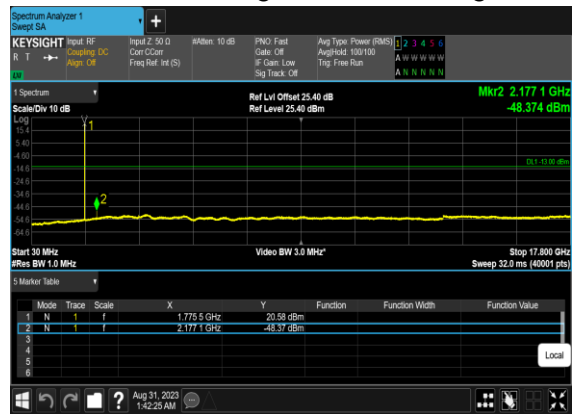 Spectrum Analyzer 1
Swept SA
+
KEYSIGHT Input: RF Input Z: 50 Ω #Atten: 10 dB PNO: Fast Avg Type: Power (RMS) 1 2 3 4 5 6
R T Coupling: DC Corr CCorr Gate: Off Avg|Hold: 100/100 A W W W W W
Align: Off Freq Ref: Int (S) IF Gain: Low Trig: Free Run
LW Sig Track: Off A N N N N N
1 Spectrum Ref Lvl Offset 25.40 dB Mkr2 2.177 1 GHz
Scale/Div 10 dB Ref Level 25.40 dBm -48.374 dBm
Log
15.4
5.40
-4.60
-14.6
-24.6
-34.6
-44.6
-54.6
-64.6
1
2
DL1 -13.00 dBm
Start 30 MHz Video BW 3.0 MHz* Stop 17.800 GHz
#Res BW 1.0 MHz Sweep 32.0 ms (40001 pts)
5 Marker Table
Mode Trace Scale X Y Function Function Width Function Value
1 N 1 f 1.775 5 GHz 20.58 dBm
2 N 1 f 2.177 1 GHz -48.37 dBm
3
4
5
6
Local
? Aug 31, 2023
1:42:25 AM